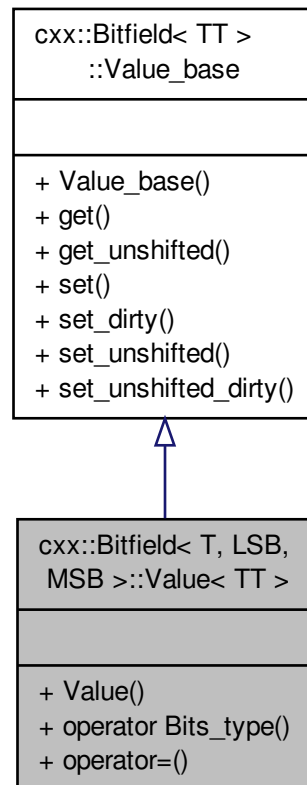 cxx::Bitfield< TT >
::Value_base
+ Value_base()
+ get()
+ get_unshifted()
+ set()
+ set_dirty()
+ set_unshifted()
+ set_unshifted_dirty()
cxx::Bitfield< T, LSB,
MSB >::Value< TT >
+ Value()
+ operator Bits_type()
+ operator=()